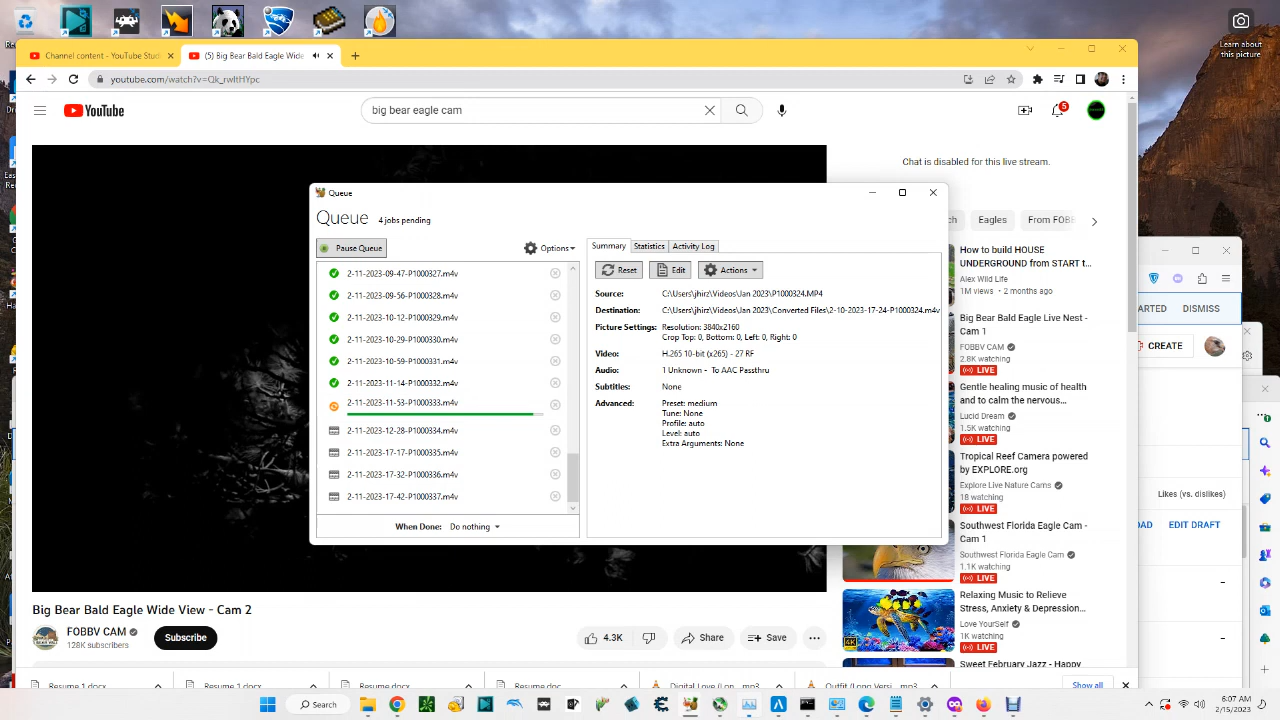 Learn about
this picture
Channel content - YouTube Stud
(5) Big Bear Bald Eagle Wide
youtube.com/watch?v=Qk_rwltHYpc
YouTube
big bear eagle cam
5
Chat is disabled for this live stream.
Queue
Queue
4 jobs pending
Pause Queue
Options
2-11-2023-09-47-P1000327.m4v
2-11-2023-09-56-P1000328.m4v
2-11-2023-10-12-P1000329.m4v
2-11-2023-10-29-P1000330.m4v
2-11-2023-10-59-P1000331.m4v
2-11-2023-11-14-P1000332.m4v
2-11-2023-11-53-P1000333.m4v
2-11-2023-12-28-P1000334.m4v
2-11-2023-17-17-P1000335.m4v
2-11-2023-17-32-P1000336.m4v
2-11-2023-17-42-P1000337.m4v
When Done: Do nothing
Summary Statistics Activity Log
Reset Edit Actions
Source: C:\Users\jhirz\Videos\Jan 2023\P1000324.MP4
Destination: C:\Users\jhirz\Videos\Jan 2023\Converted Files\2-10-2023-17-24-P1000324.m4v
Picture Settings: Resolution: 3840x2160
Crop Top: 0, Bottom: 0, Left: 0, Right: 0
Video: H.265 10-bit (x265) - 27 RF
Audio: 1 Unknown - To AAC Passthru
Subtitles: None
Advanced: Preset: medium
Tune: None
Profile: auto
Level: auto
Extra Arguments: None
ch Eagles From FOBB
How to build HOUSE
UNDERGROUND from START t...
Alex Wild Life
1M views • 2 months ago
Big Bear Bald Eagle Live Nest -
Cam 1
FOBBV CAM
2.8K watching
LIVE
Gentle healing music of health
and to calm the nervous...
Lucid Dream
1.5K watching
LIVE
Tropical Reef Camera powered
by EXPLORE.org
Explore Live Nature Cams
18 watching
LIVE
Southwest Florida Eagle Cam -
Cam 1
Southwest Florida Eagle Cam
1.1K watching
LIVE
4K
Relaxing Music to Relieve
Stress, Anxiety & Depression...
Love YourSelf
1K watching
LIVE
Sweet February Jazz - Happy
ARTED DISMISS
CREATE
Likes (vs. dislikes)
OAD EDIT DRAFT
Big Bear Bald Eagle Wide View - Cam 2
FOBBV CAM
128K subscribers
Subscribe
4.3K
Share
Save
Resume 1.docx
Resume 1.docx
Resume.docx
Resume.doc
Digital Love (Lon....mp3
Outfit (Long Versi....mp3
Show all
Search
6:07 AM
2/15/2023